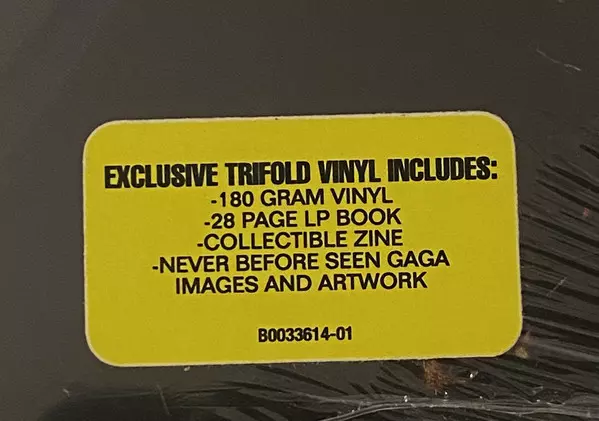 EXCLUSIVE TRIFOLD VINYL INCLUDES:
-180 GRAM VINYL
-28 PAGE LP BOOK
-COLLECTIBLE ZINE
-NEVER BEFORE SEEN GAGA
IMAGES AND ARTWORK
B0033614-01